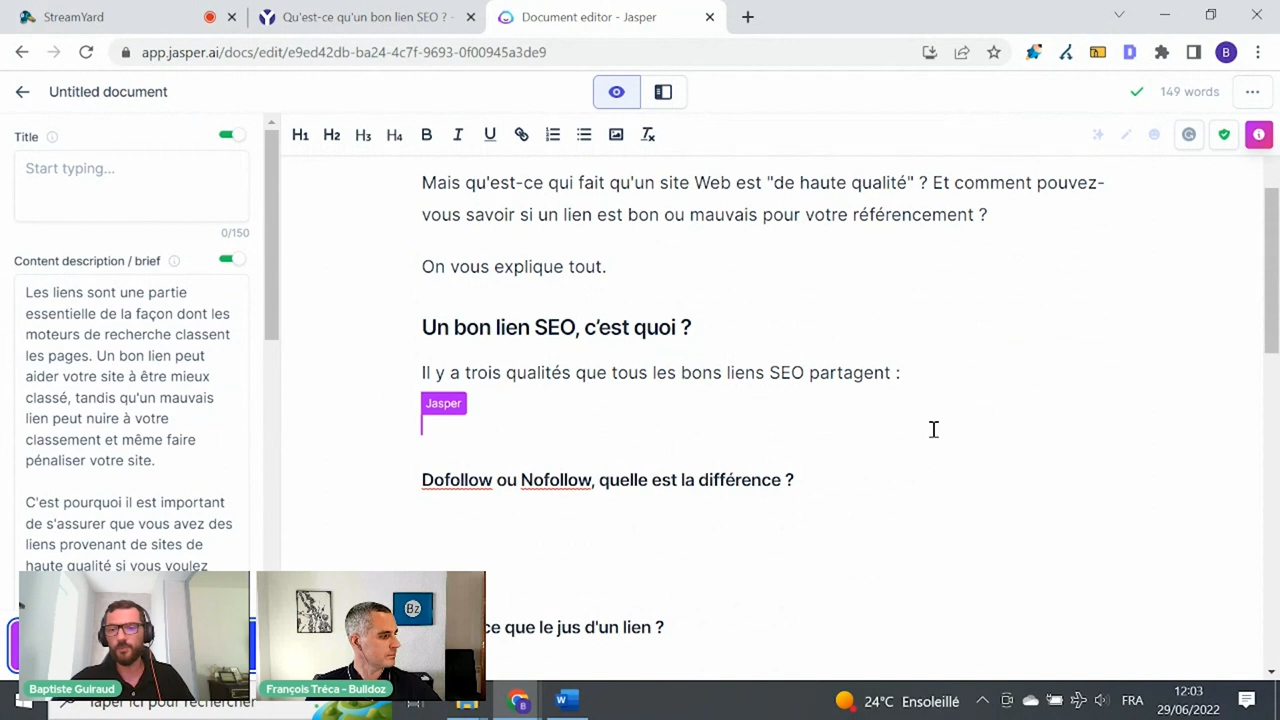 StreamYard
Qu'est-ce qu'un bon lien SEO ? -
Document editor - Jasper
app.jasper.ai/docs/edit/e9ed42db-ba24-4c7f-9693-0f00945a3de9
B
Untitled document
149 words
Title
H1 H2 H3 H4 B I U
Start typing...
0/150
Content description / brief
Les liens sont une partie
essentielle de la façon dont les
moteurs de recherche classent
les pages. Un bon lien peut
aider votre site à être mieux
classé, tandis qu'un mauvais
lien peut nuire à votre
classement et même faire
pénaliser votre site.
C'est pourquoi il est important
de s'assurer que vous avez des
liens provenant de sites de
haute qualité si vous voulez
Mais qu'est-ce qui fait qu'un site Web est "de haute qualité" ? Et comment pouvez-
vous savoir si un lien est bon ou mauvais pour votre référencement ?
On vous explique tout.
Un bon lien SEO, c’est quoi ?
Il y a trois qualités que tous les bons liens SEO partagent :
Jasper
Dofollow ou Nofollow, quelle est la différence ?
ce que le jus d'un lien ?
Bz
Baptiste Guiraud
François Tréca - Bulldoz
Taper ici pour rechercher
24°C Ensoleillé
FRA
12:03
29/06/2022